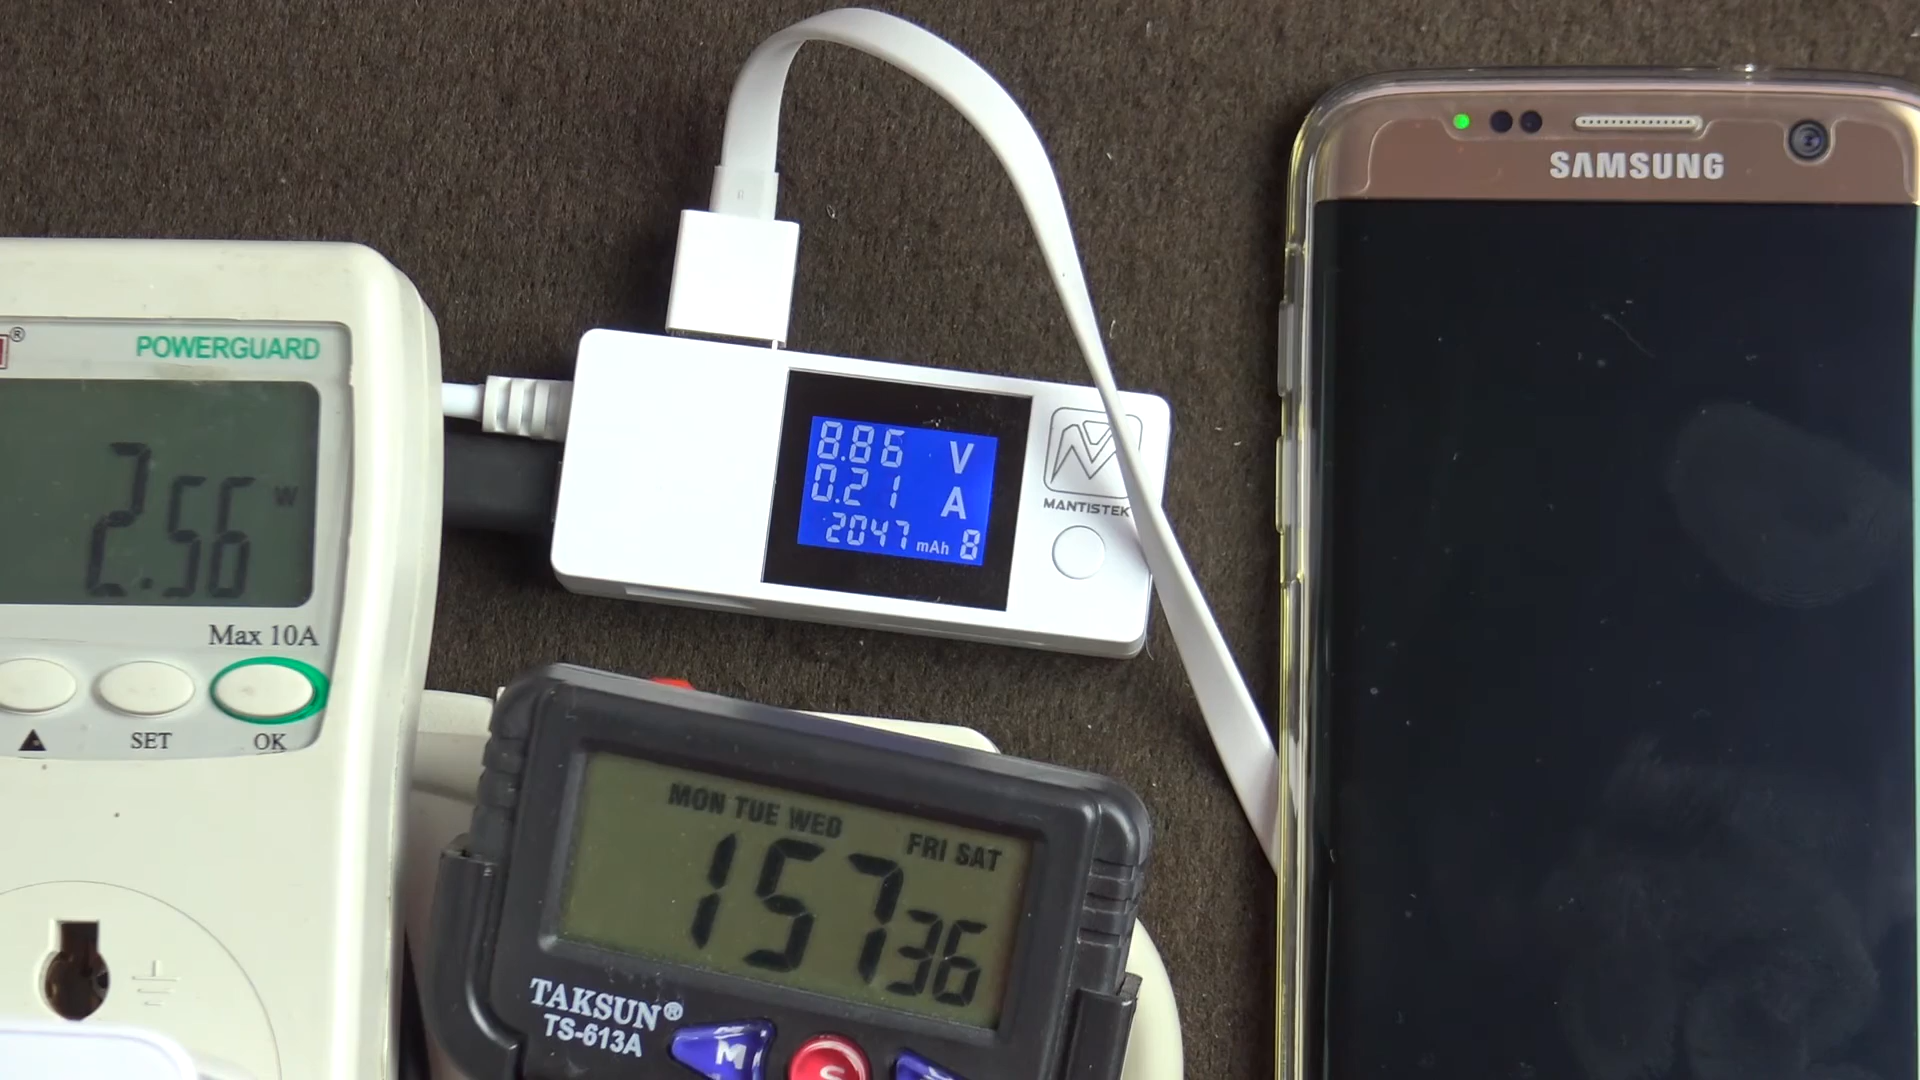 ®
POWERGUARD
2.56 W
Max 10A
▲ SET OK
8.86 V
0.21 A
2047 mAh 8
MANTISTEK
SAMSUNG
MON TUE WED FRI SAT
157 36
TAKSUN®
TS-613A
M S